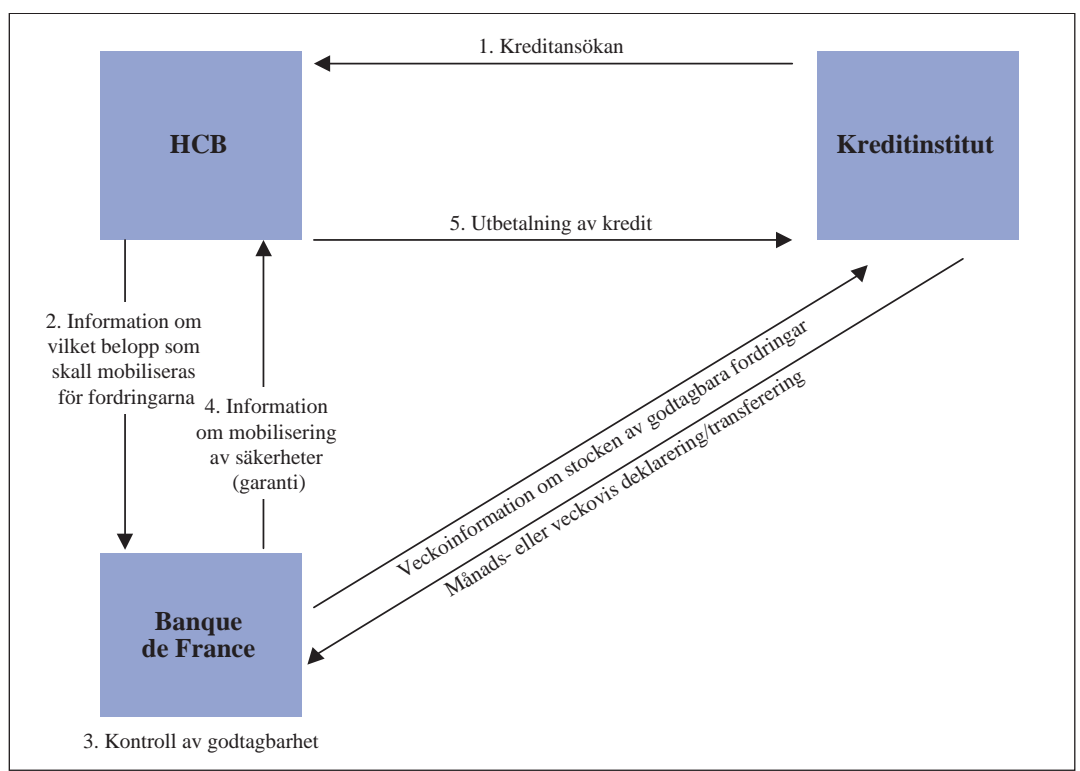 1. Kreditansökan
HCB
Kreditinstitut
5. Utbetalning av kredit
2. Information om
vilket belopp som
skall mobiliseras
för fordringarna
4. Information
om mobilisering
av säkerheter
(garanti)
Veckoinformation om stocken av godtagbara fordringar
Månads- eller veckovis deklarering/transferering
Banque
de France
3. Kontroll av godtagbarhet